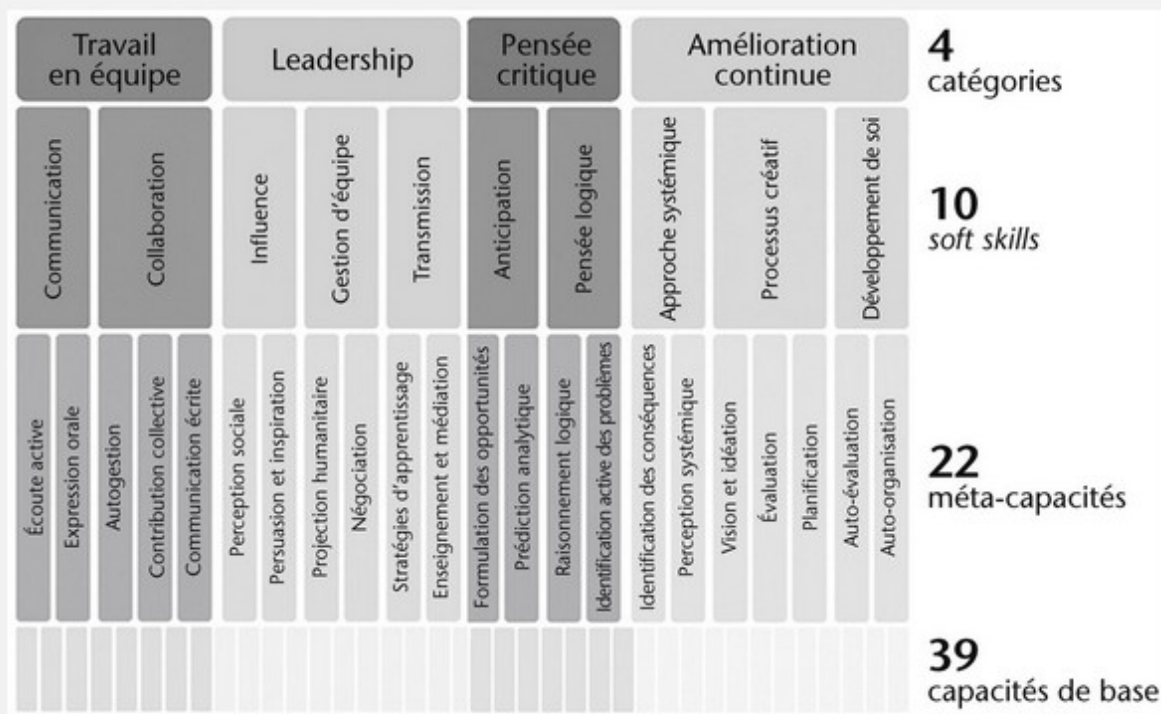 Travail
en équipe
Leadership
Pensée
critique
Amélioration
continue
4
catégories
Communication
Collaboration
Influence
Gestion d'équipe
Transmission
Anticipation
Pensée logique
Approche systémique
Processus créatif
Développement de soi
10
soft skills
Écoute active
Expression orale
Autogestion
Contribution collective
Communication écrite
Perception sociale
Persuasion et inspiration
Projection humanitaire
Négociation
Stratégies d'apprentissage
Enseignement et médiation
Formulation des opportunités
Prédiction analytique
Raisonnement logique
Identification active des problèmes
Identification des conséquences
Perception systémique
Vision et idéation
Évaluation
Planification
Auto-évaluation
Auto-organisation
22
méta-capacités
39
capacités de base